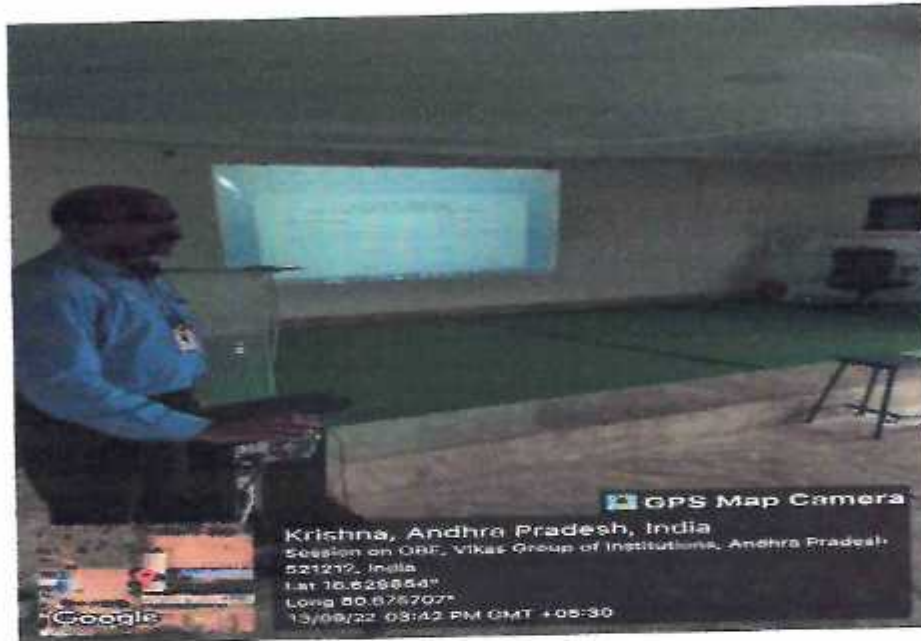 GPS Map Camera
Krishna, Andhra Pradesh, India
Session on OBE, Vikas Group of Institutions, Andhra Pradesh
521212, India
Lat 16.629854°
Long 80.676707°
13/09/22 03:42 PM GMT +05:30
Google